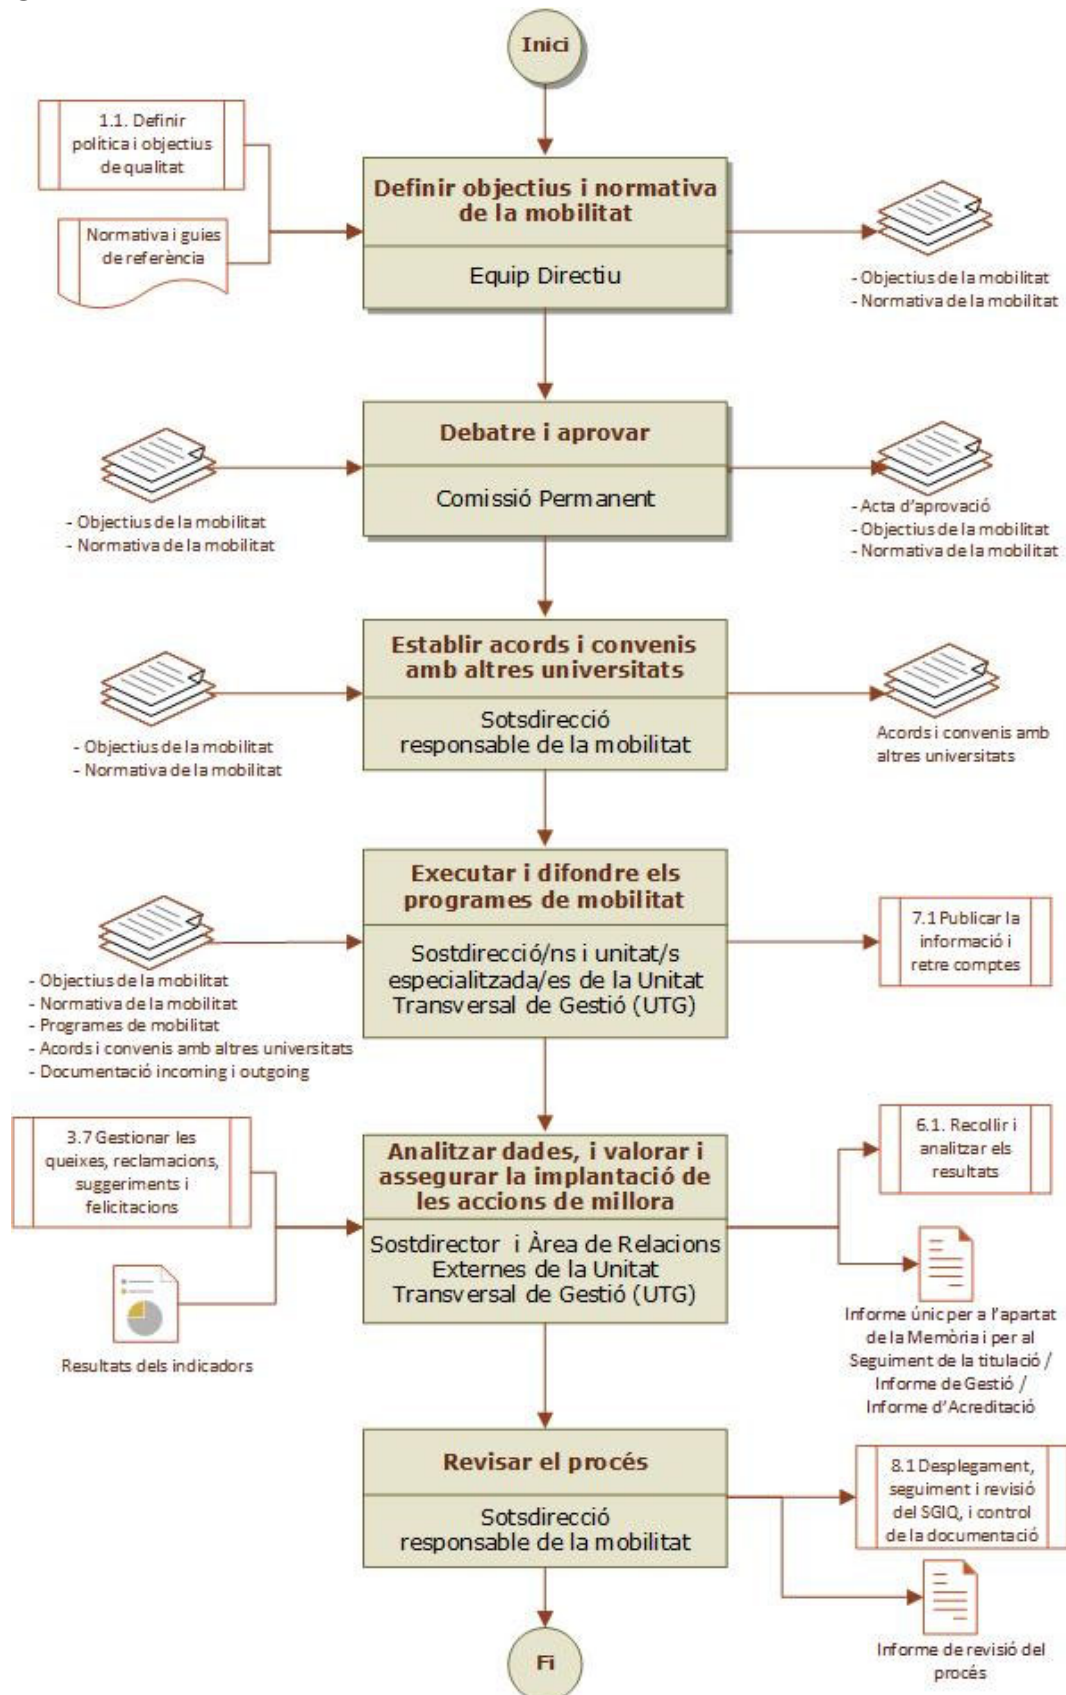 Inici
1.1. Definir
política i objectius
de qualitat
Normativa i guies
de referència
Definir objectius i normativa
de la mobilitat
Equip Directiu
- Objectius de la mobilitat
- Normativa de la mobilitat
- Objectius de la mobilitat
- Normativa de la mobilitat
Debatre i aprovar
Comissió Permanent
- Acta d'aprovació
- Objectius de la mobilitat
- Normativa de la mobilitat
- Objectius de la mobilitat
- Normativa de la mobilitat
Establir acords i convenis
amb altres universitats
Sotsdirecció
responsable de la mobilitat
Acords i convenis amb
altres universitats
- Objectius de la mobilitat
- Normativa de la mobilitat
- Programes de mobilitat
- Acords i convenis amb altres universitats
- Documentació incoming i outgoing
Executar i difondre els
programes de mobilitat
Sostdirecció/ns i unitat/s
especialitzada/es de la Unitat
Transversal de Gestió (UTG)
7.1 Publicar la
informació i
retre comptes
3.7 Gestionar les
queixes, reclamacions,
suggeriments i
felicitacions
Resultats dels indicadors
Analitzar dades, i valorar i
assegurar la implantació de
les accions de millora
Sostdirector i Àrea de Relacions
Externes de la Unitat
Transversal de Gestió (UTG)
6.1. Recollir i
analitzar els
resultats
Informe únic per a l'apartat
de la Memòria i per al
Seguiment de la titulació /
Informe de Gestió /
Informe d'Acreditació
Revisar el procés
Sotsdirecció
responsable de la mobilitat
8.1 Desplegament,
seguiment i revisió
del SGIQ, i control
de la documentació
Informe de revisió del
procés
Fi